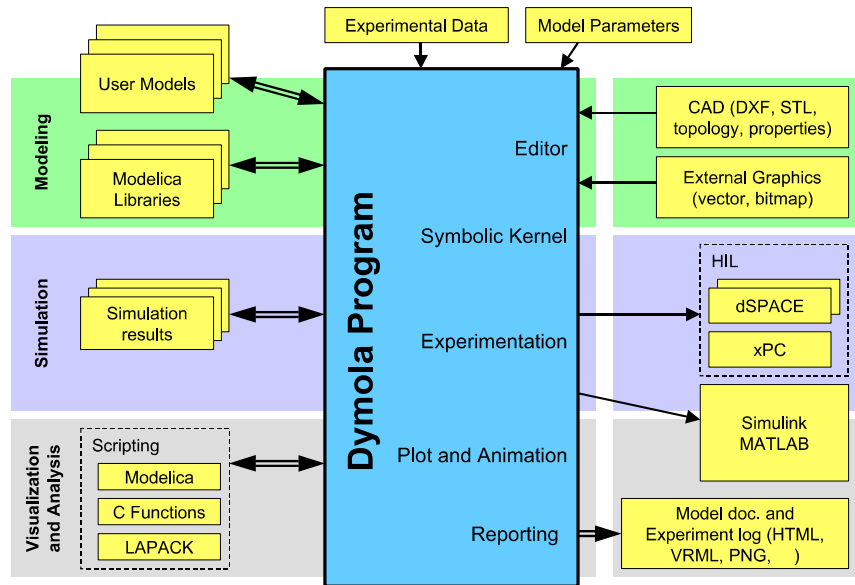 Experimental Data
Model Parameters
Modeling
User Models
Modelica
Libraries
Simulation
Simulation
results
Visualization
and Analysis
Scripting
Modelica
C Functions
LAPACK
Dymola Program
Editor
Symbolic Kernel
Experimentation
Plot and Animation
Reporting
CAD (DXF, STL,
topology, properties)
External Graphics
(vector, bitmap)
HIL
dSPACE
xPC
Simulink
MATLAB
Model doc. and
Experiment log (HTML,
VRML, PNG, )